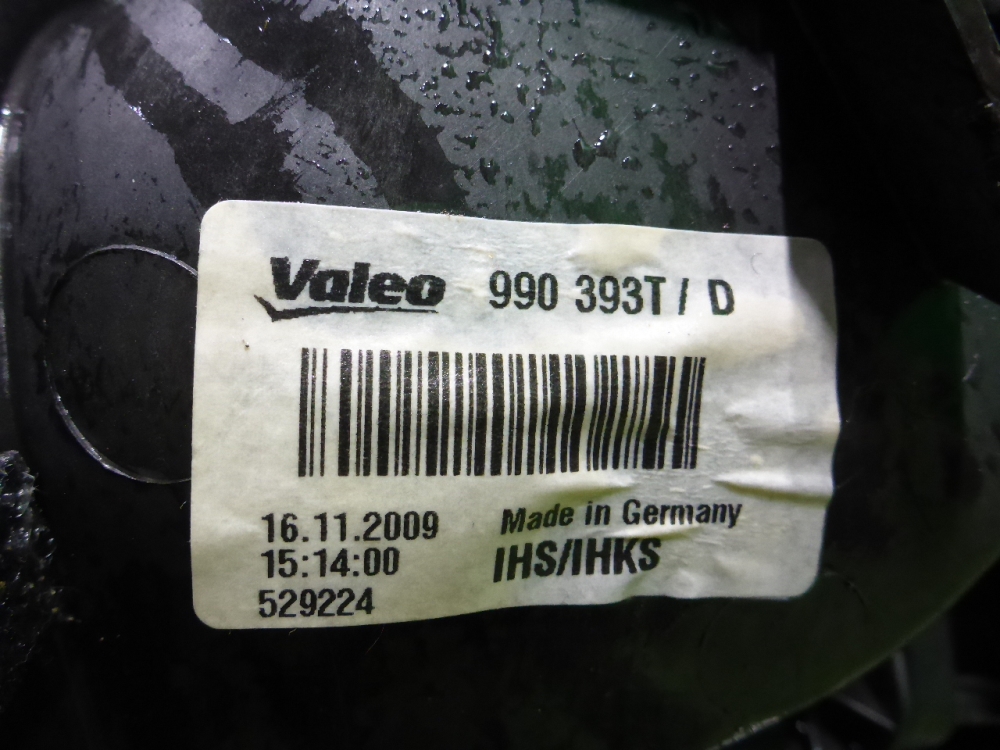 Valeo 990 393T / D
16.11.2009 Made in Germany
15:14:00 IHS/IHKS
529224